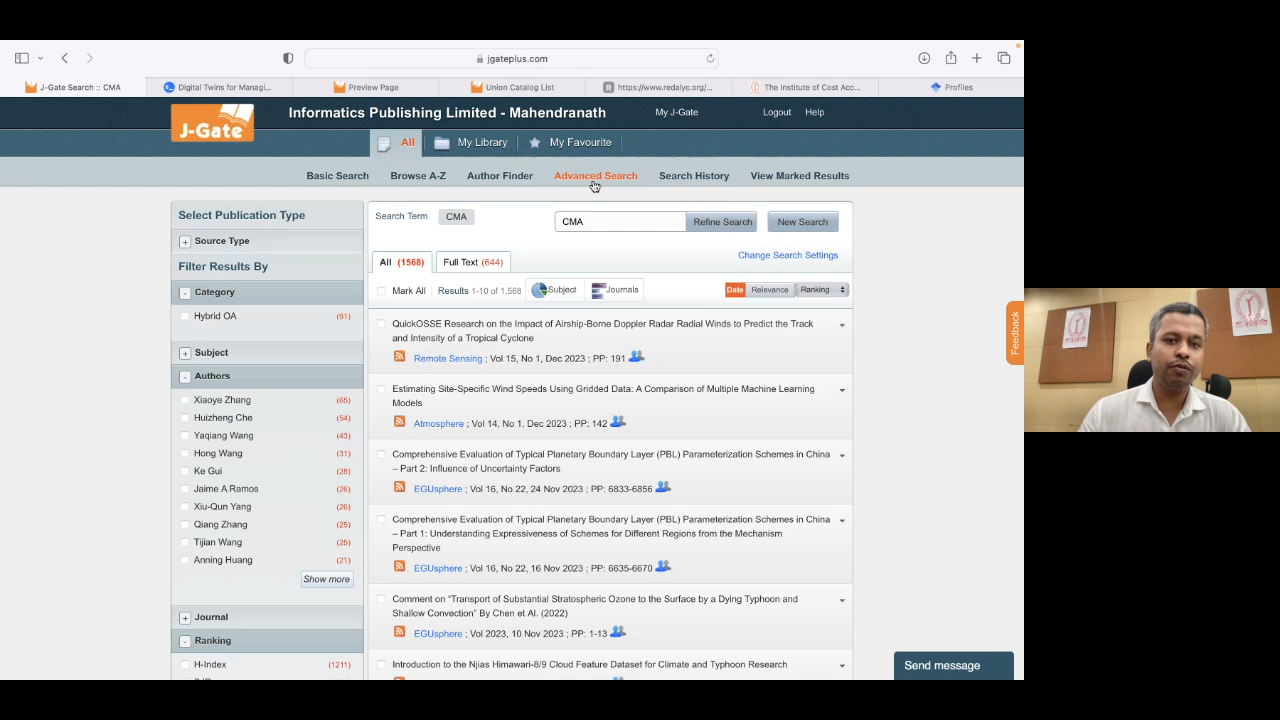 jgateplus.com
J-Gate Search :: CMA
Digital Twins for Managi...
Preview Page
Union Catalog List
https://www.redalyc.org/...
The Institute of Cost Acc...
Profiles
J-Gate
Informatics Publishing Limited - Mahendranath
My J-Gate
Logout
Help
All
My Library
My Favourite
Basic Search
Browse A-Z
Author Finder
Advanced Search
Search History
View Marked Results
Select Publication Type
Source Type
Filter Results By
Category
Hybrid OA (91)
Subject
Authors
Xiaoye Zhang (65)
Huizheng Che (54)
Yaqiang Wang (43)
Hong Wang (31)
Ke Gui (28)
Jaime A Ramos (26)
Xiu-Qun Yang (26)
Qiang Zhang (25)
Tijian Wang (25)
Anning Huang (21)
Show more
Journal
Ranking
H-Index (1211)
Search Term CMA
CMA
Refine Search
New Search
Change Search Settings
All (1568)
Full Text (644)
Mark All
Results 1-10 of 1,568
Subject
Journals
Date
Relevance
Ranking
QuickOSSE Research on the Impact of Airship-Borne Doppler Radar Radial Winds to Predict the Track
and Intensity of a Tropical Cyclone
Remote Sensing ; Vol 15, No 1, Dec 2023 ; PP: 191
Estimating Site-Specific Wind Speeds Using Gridded Data: A Comparison of Multiple Machine Learning
Models
Atmosphere ; Vol 14, No 1, Dec 2023 ; PP: 142
Comprehensive Evaluation of Typical Planetary Boundary Layer (PBL) Parameterization Schemes in China
– Part 2: Influence of Uncertainty Factors
EGUsphere ; Vol 16, No 22, 24 Nov 2023 ; PP: 6833-6856
Comprehensive Evaluation of Typical Planetary Boundary Layer (PBL) Parameterization Schemes in China
– Part 1: Understanding Expressiveness of Schemes for Different Regions from the Mechanism
Perspective
EGUsphere ; Vol 16, No 22, 16 Nov 2023 ; PP: 6635-6670
Comment on "Transport of Substantial Stratospheric Ozone to the Surface by a Dying Typhoon and
Shallow Convection" By Chen et Al. (2022)
EGUsphere ; Vol 2023, 10 Nov 2023 ; PP: 1-13
Introduction to the Njias Himawari-8/9 Cloud Feature Dataset for Climate and Typhoon Research
Feedback
Send message